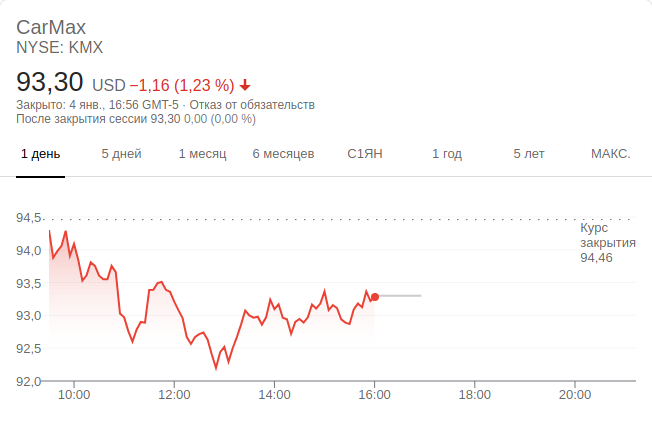 CarMax
NYSE: KMX
93,30 USD −1,16 (1,23 %)
Закрыто: 4 янв., 16:56 GMT-5 · Отказ от обязательств
После закрытия сессии 93,30 0,00 (0,00 %)
1 день 5 дней 1 месяц 6 месяцев С1ЯН 1 год 5 лет МАКС.
94,5
Курс
закрытия
94,46
94,0
93,5
93,0
92,5
92,0
10:00 12:00 14:00 16:00 18:00 20:00